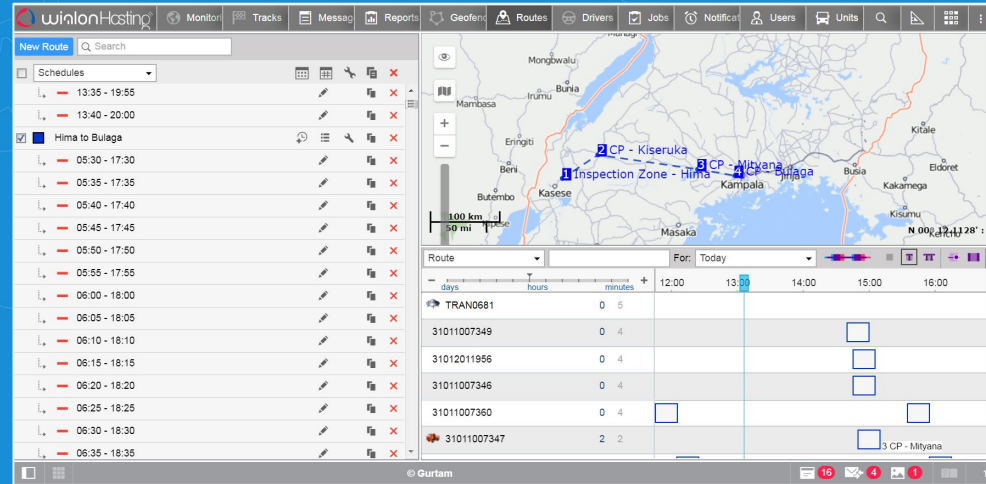 wialonHosting Monitori Tracks Messag Reports Geofenc Routes Drivers Jobs Notificat Users Units
New Route Search
Schedules
13:35 - 19:55
13:40 - 20:00
Hima to Bulaga
05:30 - 17:30
05:35 - 17:35
05:40 - 17:40
05:45 - 17:45
05:50 - 17:50
05:55 - 17:55
06:00 - 18:00
06:05 - 18:05
06:10 - 18:10
06:15 - 18:15
06:20 - 18:20
06:25 - 18:25
06:30 - 18:30
06:35 - 18:35
Mongbwalu
Bunia
Irumu
Mambasa
Kitale
Eringiti
2 CP - Kiseruka
Beni
1 Inspection Zone - Hima
3 CP - Mityana
4 CP - Bulaga
Jinja
Busia
Eldoret
Kampala
Kakamega
Butembo
Kasese
Kisumu
100 km
50 mi
Masaka
N 00° 12.1128' :
Kericho
Route For: Today
− days hours minutes + 12:00 13:00 14:00 15:00 16:00
TRAN0681 0 5
31011007349 0 4
31012011956 0 4
31011007346 0 4
31011007360 0 4
31011007347 2 2
3 CP - Mityana
© Gurtam
16 4 1